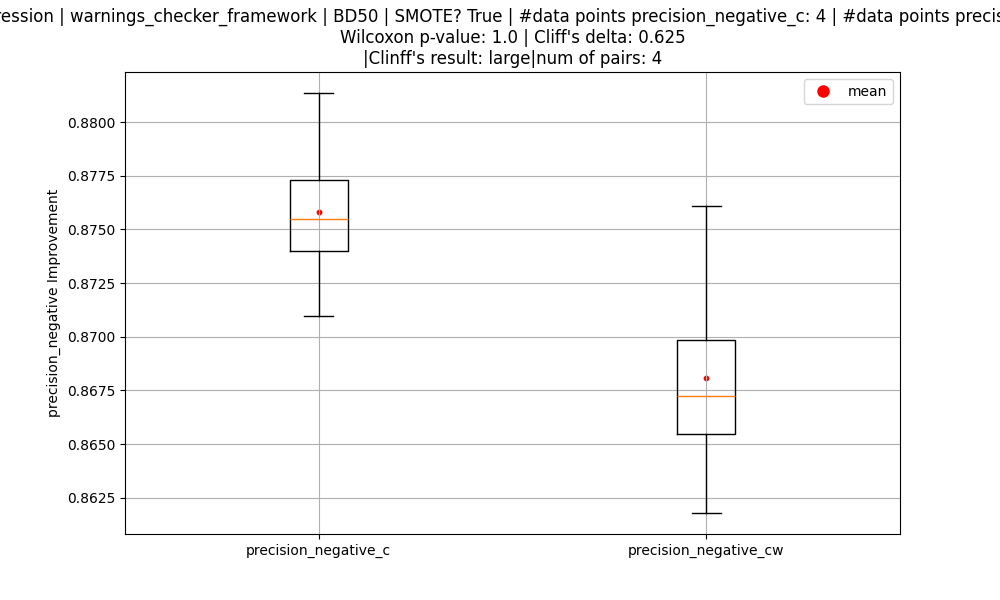 | warnings_checker_framework | BD50 | SMOTE? True | #data points precision_negative_c: 4 | #data points
Wilcoxon p-value: 1.0 | Cliff's delta: 0.625
|Clinff's result: large|num of pairs: 4
mean
0.8800
0.8775
0.8750
0.8725
0.8700
0.8675
0.8650
0.8625
precision_negative Improvement
precision_negative_c
precision_negative_cw